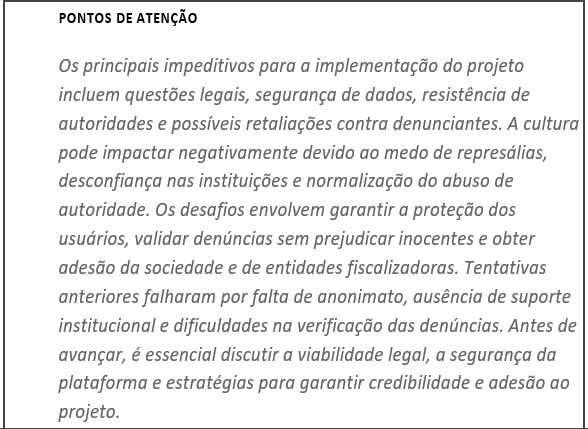 PONTOS DE ATENÇÃO
Os principais impeditivos para a implementação do projeto
incluem questões legais, segurança de dados, resistência de
autoridades e possíveis retaliações contra denunciantes. A cultura
pode impactar negativamente devido ao medo de represálias,
desconfiança nas instituições e normalização do abuso de
autoridade. Os desafios envolvem garantir a proteção dos
usuários, validar denúncias sem prejudicar inocentes e obter
adesão da sociedade e de entidades fiscalizadoras. Tentativas
anteriores falharam por falta de anonimato, ausência de suporte
institucional e dificuldades na verificação das denúncias. Antes de
avançar, é essencial discutir a viabilidade legal, a segurança da
plataforma e estratégias para garantir credibilidade e adesão ao
projeto.